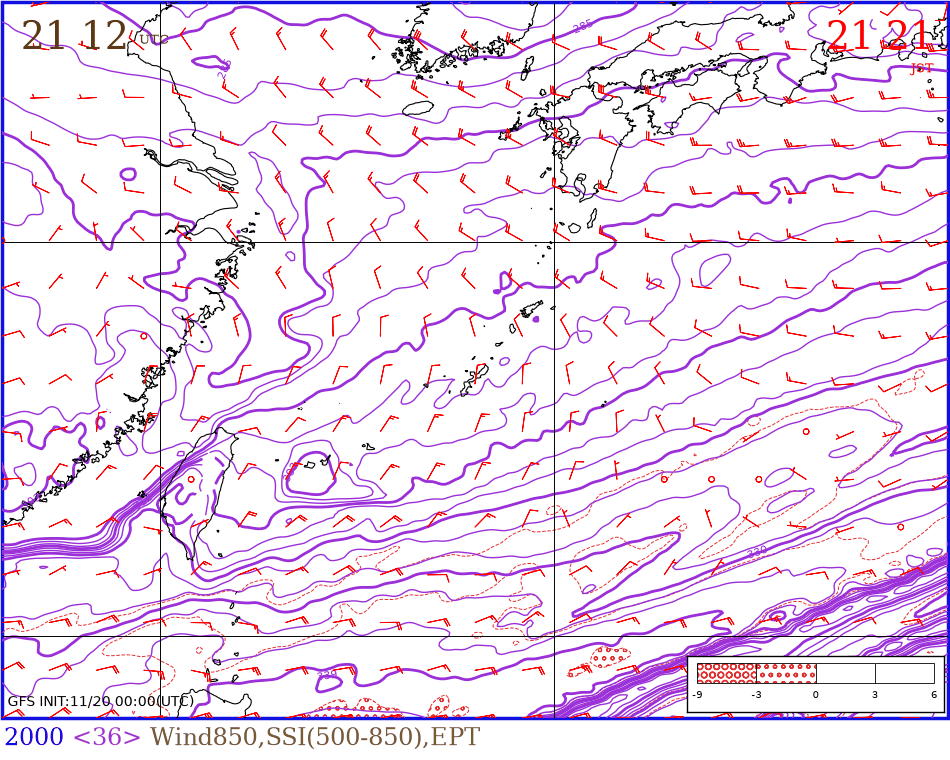 21 12 UTC
21 21
JST
285
330
GFS INIT:11/20 00:00(UTC)
-9 -3 0 3 6
2000 <36> Wind850,SSI(500-850),EPT